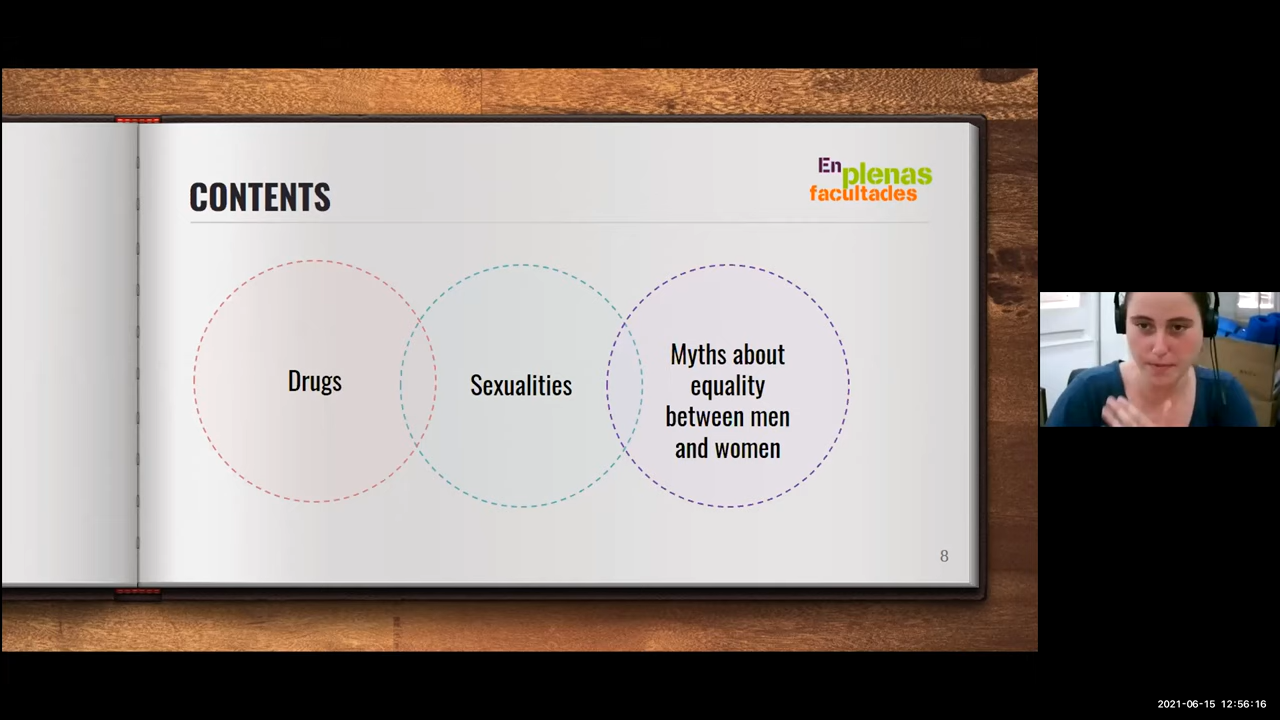 CONTENTS
En
plenas
facultades
Drugs
Sexualities
Myths about
equality
between men
and women
8
2021-06-15 12:56:16